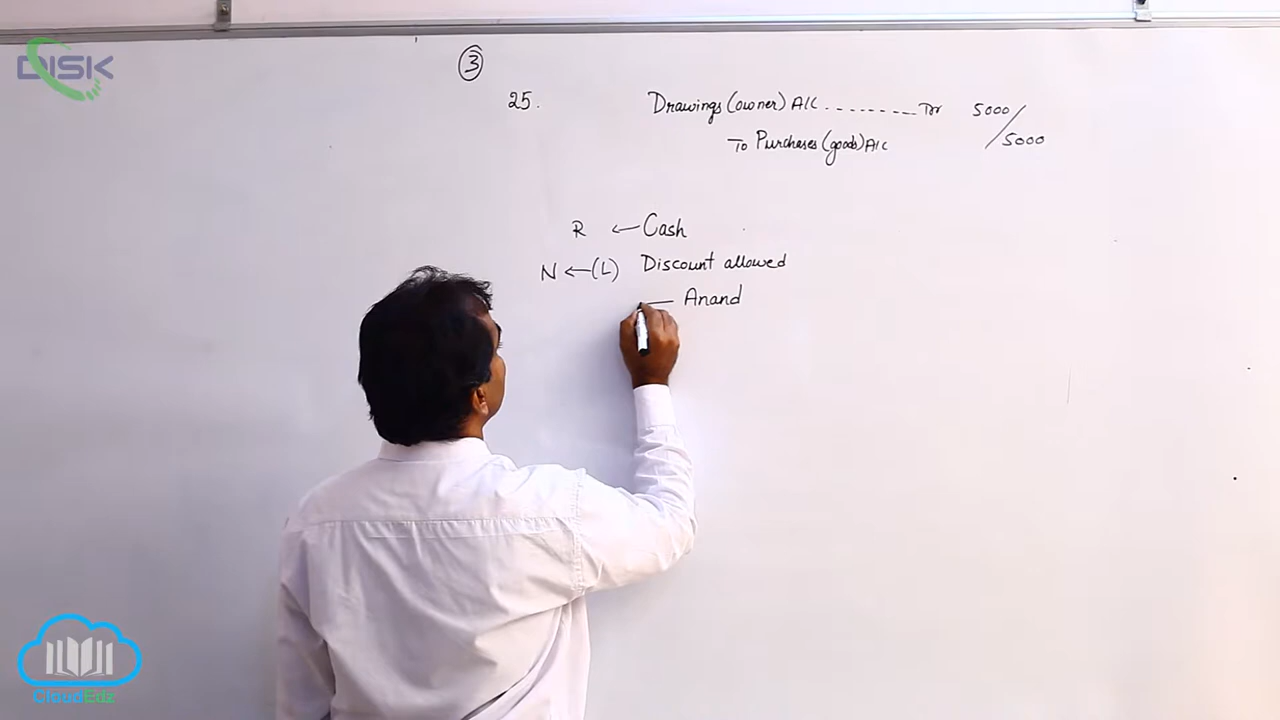 DISK
3
25. Drawings (owner) A/C ---------- Dr 5000/
To Purchases (goods) A/C 5000
R ← Cash
N ← (L) Discount allowed
— Anand
CloudEdz